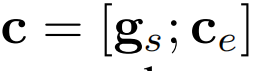 c = [g_s; c_e]